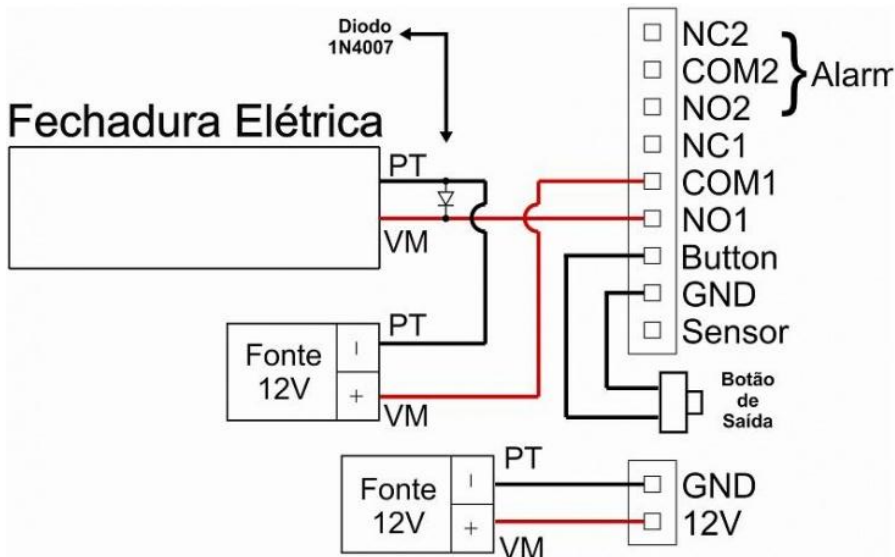 Diodo
1N4007
NC2
COM2
Alarm
NO2
Fechadura Elétrica
NC1
PT
COM1
NO1
VM
Button
GND
Sensor
PT
Fonte
12V
−
+
VM
Botão
de
Saída
PT
Fonte
12V
−
+
VM
GND
12V